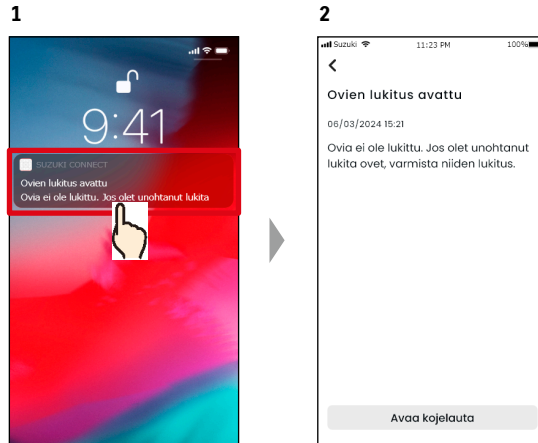 1
9:41
SUZUKI CONNECT
Ovien lukitus avattu
Ovia ei ole lukittu. Jos olet unohtanut lukita
2
Suzuki 11:23 PM 100%
Ovien lukitus avattu
06/03/2024 15:21
Ovia ei ole lukittu. Jos olet unohtanut
lukita ovet, varmista niiden lukitus.
Avaa kojelauta